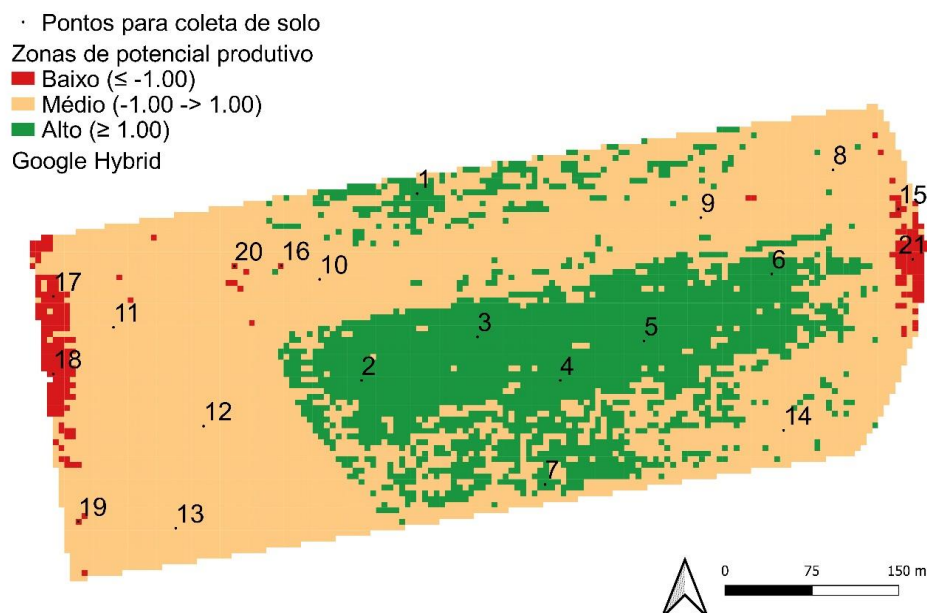 Pontos para coleta de solo
Zonas de potencial produtivo
Baixo (≤ -1.00)
Médio (-1.00 -> 1.00)
Alto (≥ 1.00)
Google Hybrid
8
1
15
9
21
20 16
10
6
17
11
3
5
18
2
4
12
14
7
19
13
0 75 150 m